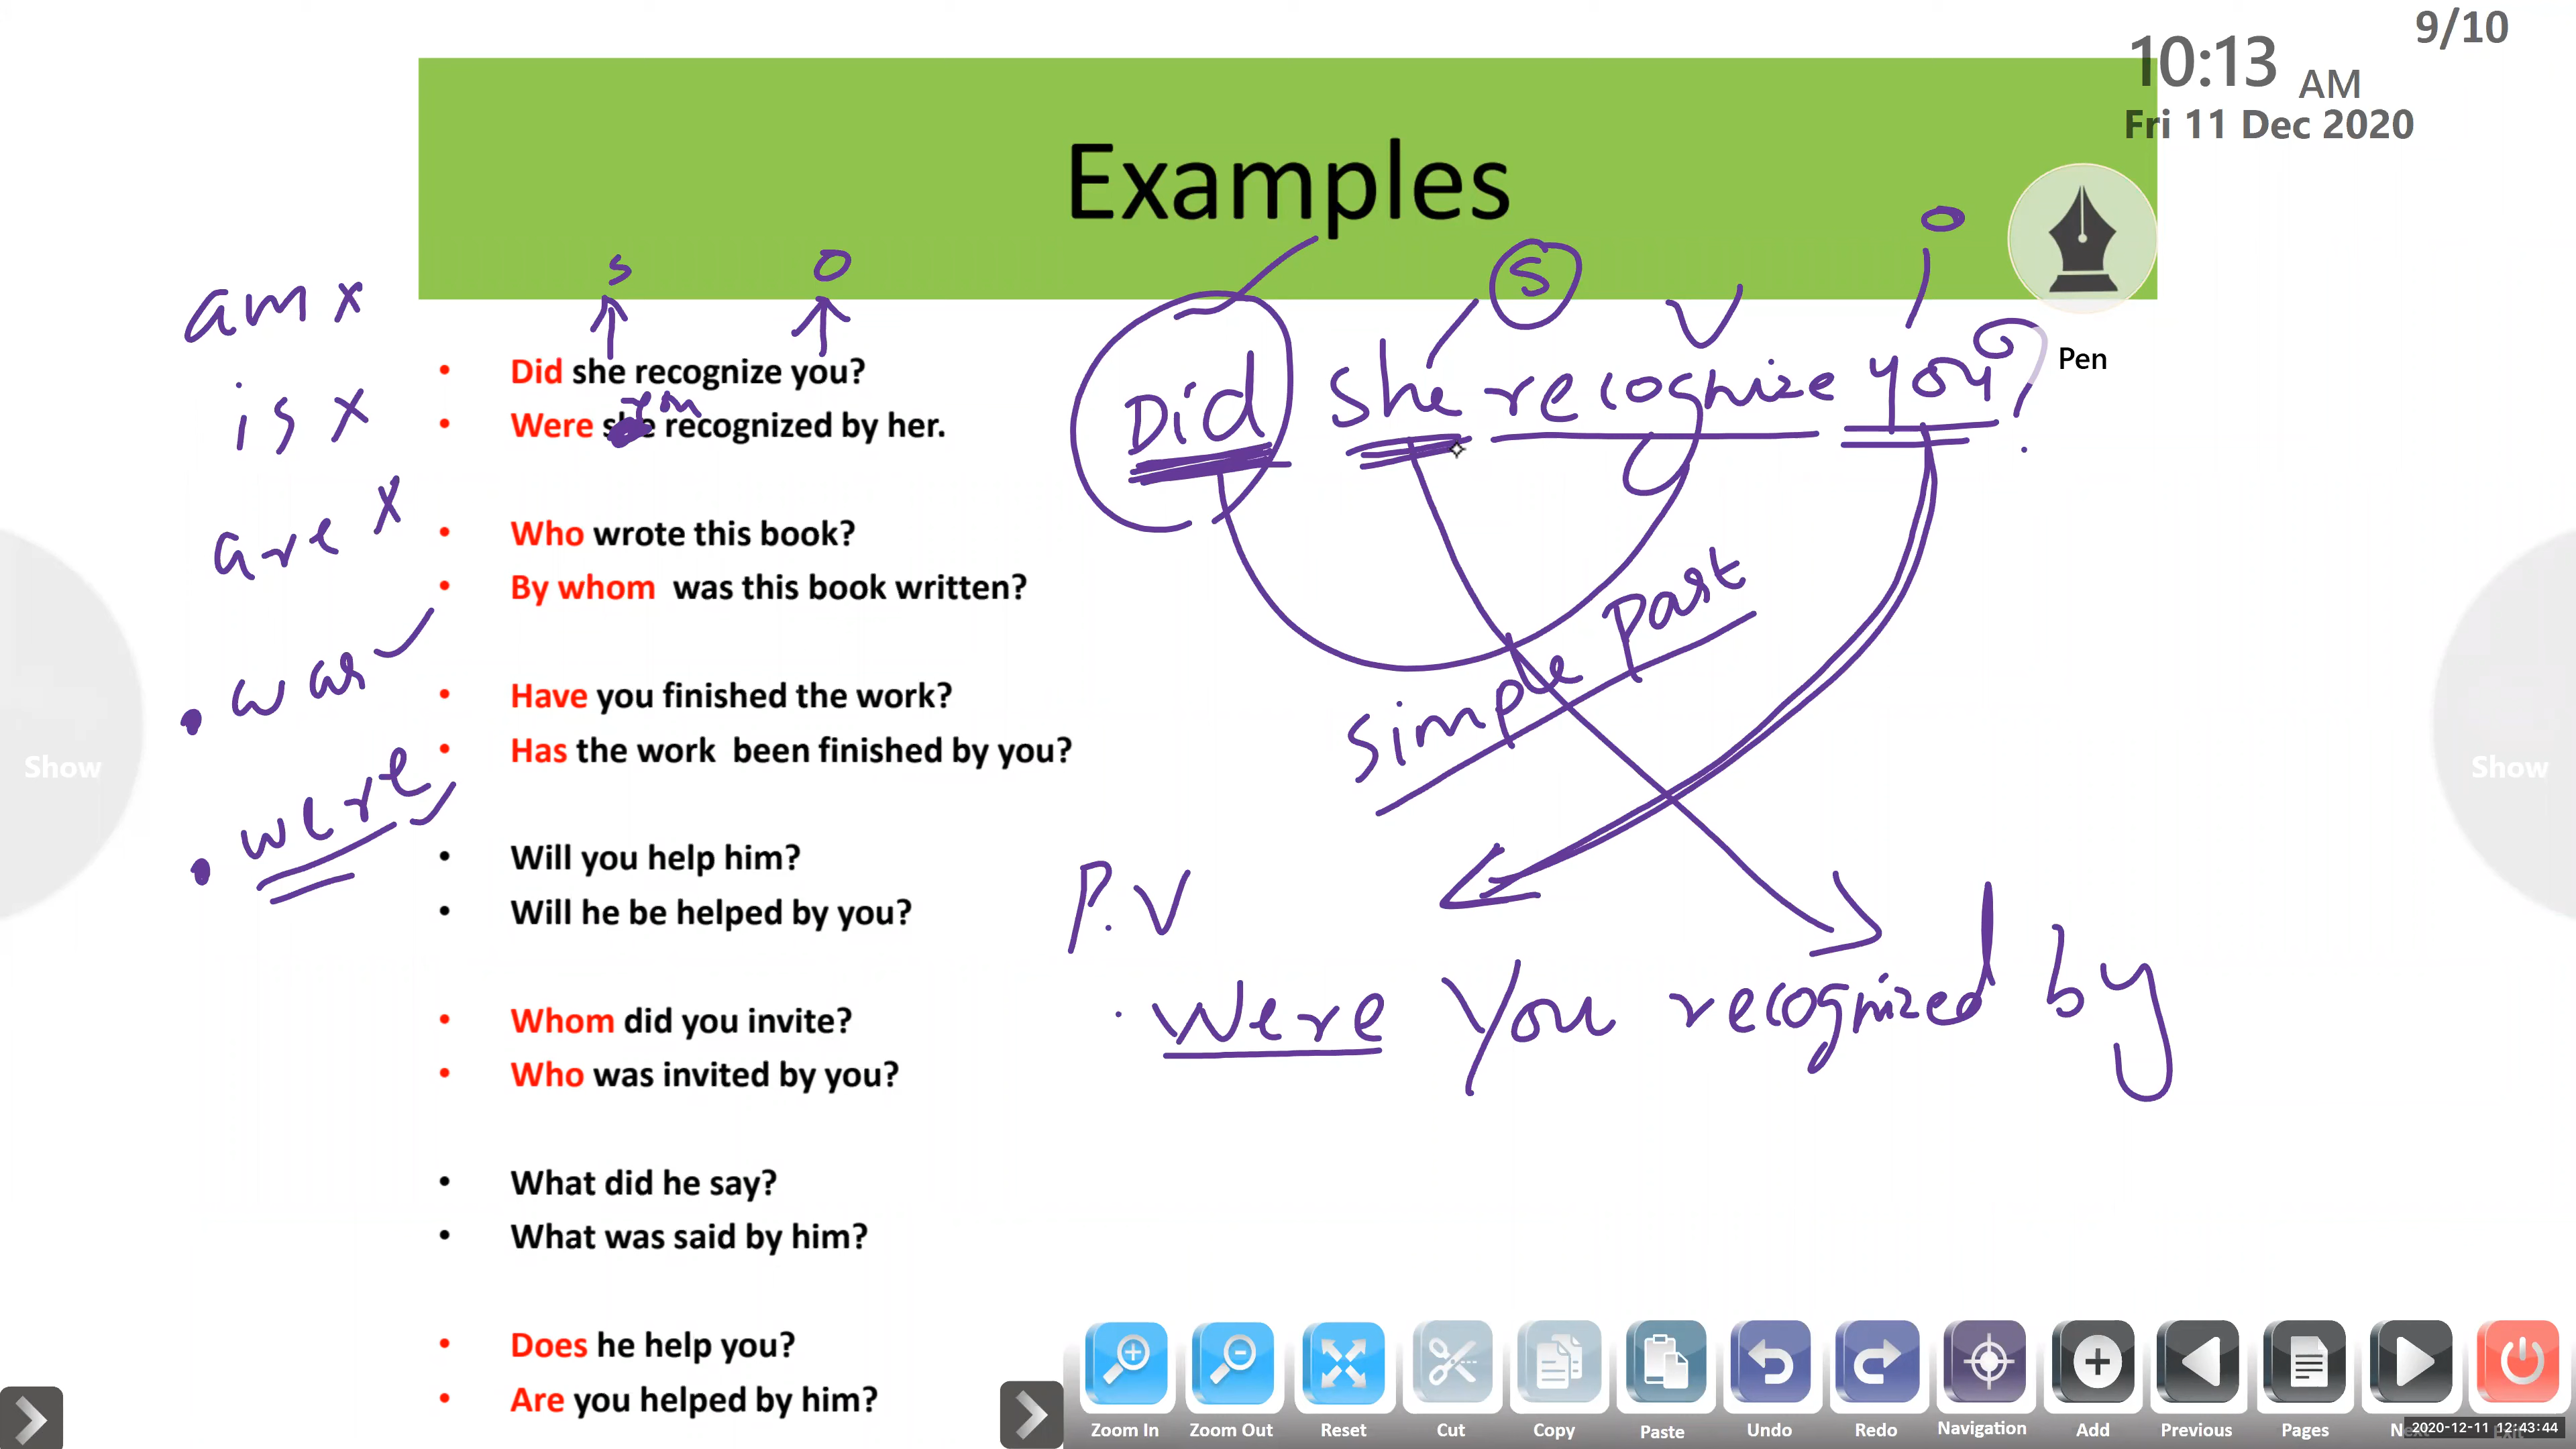 9/10
10:13 AM
Fri 11 Dec 2020
Examples
Pen
am x
is x
are x
was
were
s
o
Did she recognize you?
Were recognized by her.
Who wrote this book?
By whom was this book written?
Have you finished the work?
Has the work been finished by you?
Will you help him?
Will he be helped by you?
Whom did you invite?
Who was invited by you?
What did he say?
What was said by him?
Does he help you?
Are you helped by him?
S
V
O
Did she recognize you?
Simple Past
P.V
Were You recognized by
Show
Show
Zoom In
Zoom Out
Reset
Cut
Copy
Paste
Undo
Redo
Navigation
Add
Previous
Pages
2020-12-11 12:43:44